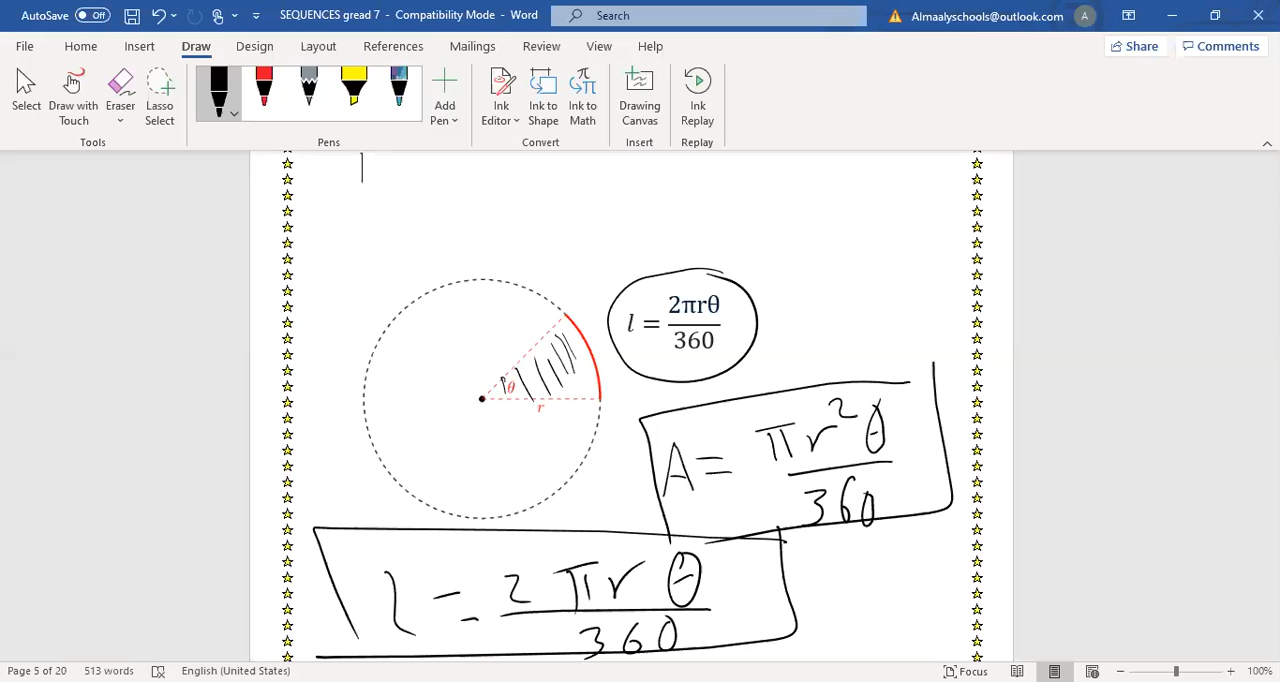 AutoSave Off SEQUENCES gread 7 - Compatibility Mode - Word Search Almaalyschools@outlook.com A
File Home Insert Draw Design Layout References Mailings Review View Help Share Comments
Select Draw with Touch Eraser Lasso Select Add Pen Ink Editor Ink to Shape Ink to Math Drawing Canvas Ink Replay
Tools Pens Convert Insert Replay
l = 2πrθ / 360
θ
r
A = πr²θ / 360
l = 2πrθ / 360
Page 5 of 20 513 words English (United States) Focus 100%